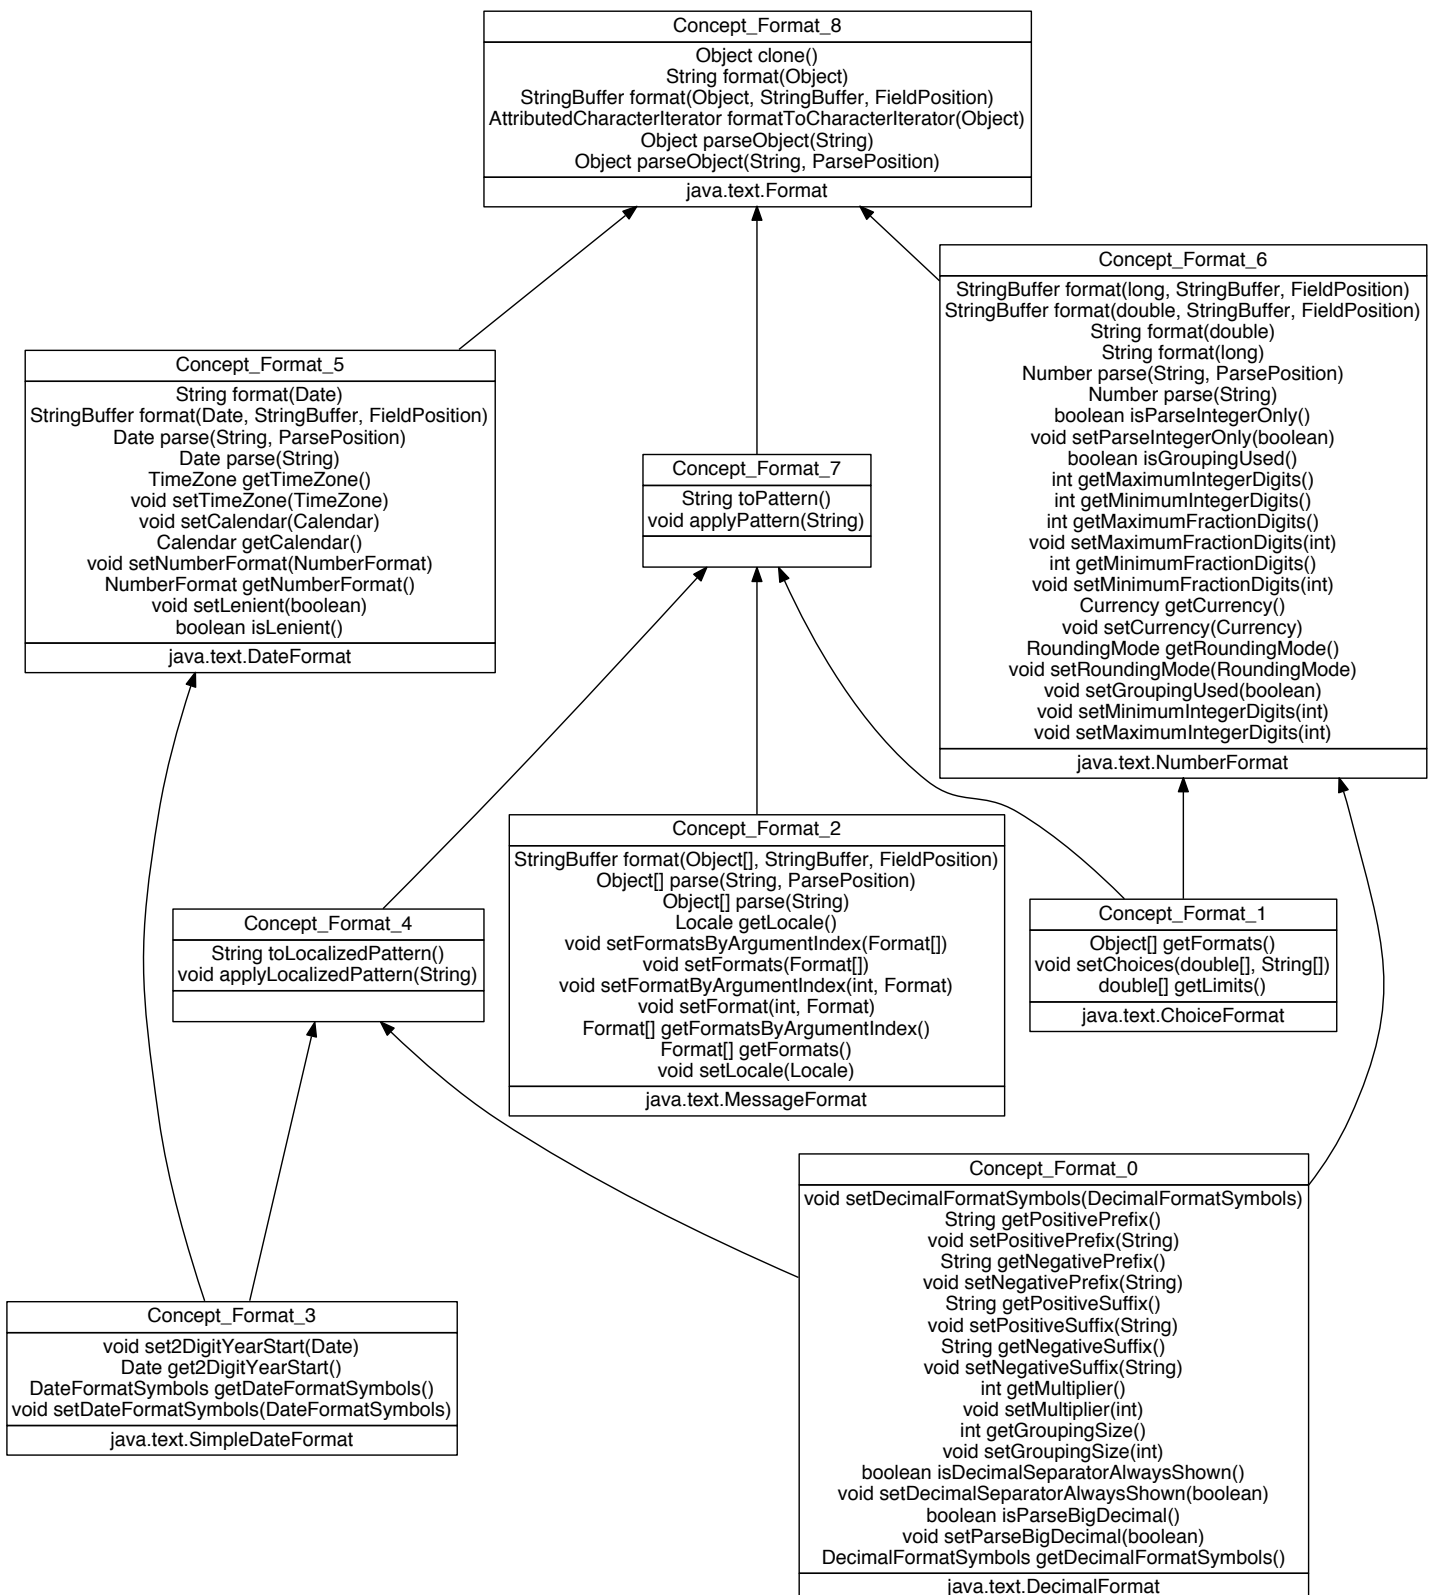 Concept_Format_8
Object clone()
String format(Object)
StringBuffer format(Object, StringBuffer, FieldPosition)
AttributedCharacterIterator formatToCharacterIterator(Object)
Object parseObject(String)
Object parseObject(String, ParsePosition)
java.text.Format
Concept_Format_6
StringBuffer format(long, StringBuffer, FieldPosition)
StringBuffer format(double, StringBuffer, FieldPosition)
String format(double)
String format(long)
Number parse(String, ParsePosition)
Number parse(String)
boolean isParseIntegerOnly()
void setParseIntegerOnly(boolean)
boolean isGroupingUsed()
int getMaximumIntegerDigits()
int getMinimumIntegerDigits()
int getMaximumFractionDigits()
void setMaximumFractionDigits(int)
int getMinimumFractionDigits()
void setMinimumFractionDigits(int)
Currency getCurrency()
void setCurrency(Currency)
RoundingMode getRoundingMode()
void setRoundingMode(RoundingMode)
void setGroupingUsed(boolean)
void setMinimumIntegerDigits(int)
void setMaximumIntegerDigits(int)
java.text.NumberFormat
Concept_Format_5
String format(Date)
StringBuffer format(Date, StringBuffer, FieldPosition)
Date parse(String, ParsePosition)
Date parse(String)
TimeZone getTimeZone()
void setTimeZone(TimeZone)
void setCalendar(Calendar)
Calendar getCalendar()
void setNumberFormat(NumberFormat)
NumberFormat getNumberFormat()
void setLenient(boolean)
boolean isLenient()
java.text.DateFormat
Concept_Format_7
String toPattern()
void applyPattern(String)
Concept_Format_2
StringBuffer format(Object[], StringBuffer, FieldPosition)
Object[] parse(String, ParsePosition)
Object[] parse(String)
Locale getLocale()
void setFormatsByArgumentIndex(Format[])
void setFormats(Format[])
void setFormatByArgumentIndex(int, Format)
void setFormat(int, Format)
Format[] getFormatsByArgumentIndex()
Format[] getFormats()
void setLocale(Locale)
java.text.MessageFormat
Concept_Format_4
String toLocalizedPattern()
void applyLocalizedPattern(String)
Concept_Format_1
Object[] getFormats()
void setChoices(double[], String[])
double[] getLimits()
java.text.ChoiceFormat
Concept_Format_0
void setDecimalFormatSymbols(DecimalFormatSymbols)
String getPositivePrefix()
void setPositivePrefix(String)
String getNegativePrefix()
void setNegativePrefix(String)
String getPositiveSuffix()
void setPositiveSuffix(String)
String getNegativeSuffix()
void setNegativeSuffix(String)
int getMultiplier()
void setMultiplier(int)
int getGroupingSize()
void setGroupingSize(int)
boolean isDecimalSeparatorAlwaysShown()
void setDecimalSeparatorAlwaysShown(boolean)
boolean isParseBigDecimal()
void setParseBigDecimal(boolean)
DecimalFormatSymbols getDecimalFormatSymbols()
java.text.DecimalFormat
Concept_Format_3
void set2DigitYearStart(Date)
Date get2DigitYearStart()
DateFormatSymbols getDateFormatSymbols()
void setDateFormatSymbols(DateFormatSymbols)
java.text.SimpleDateFormat